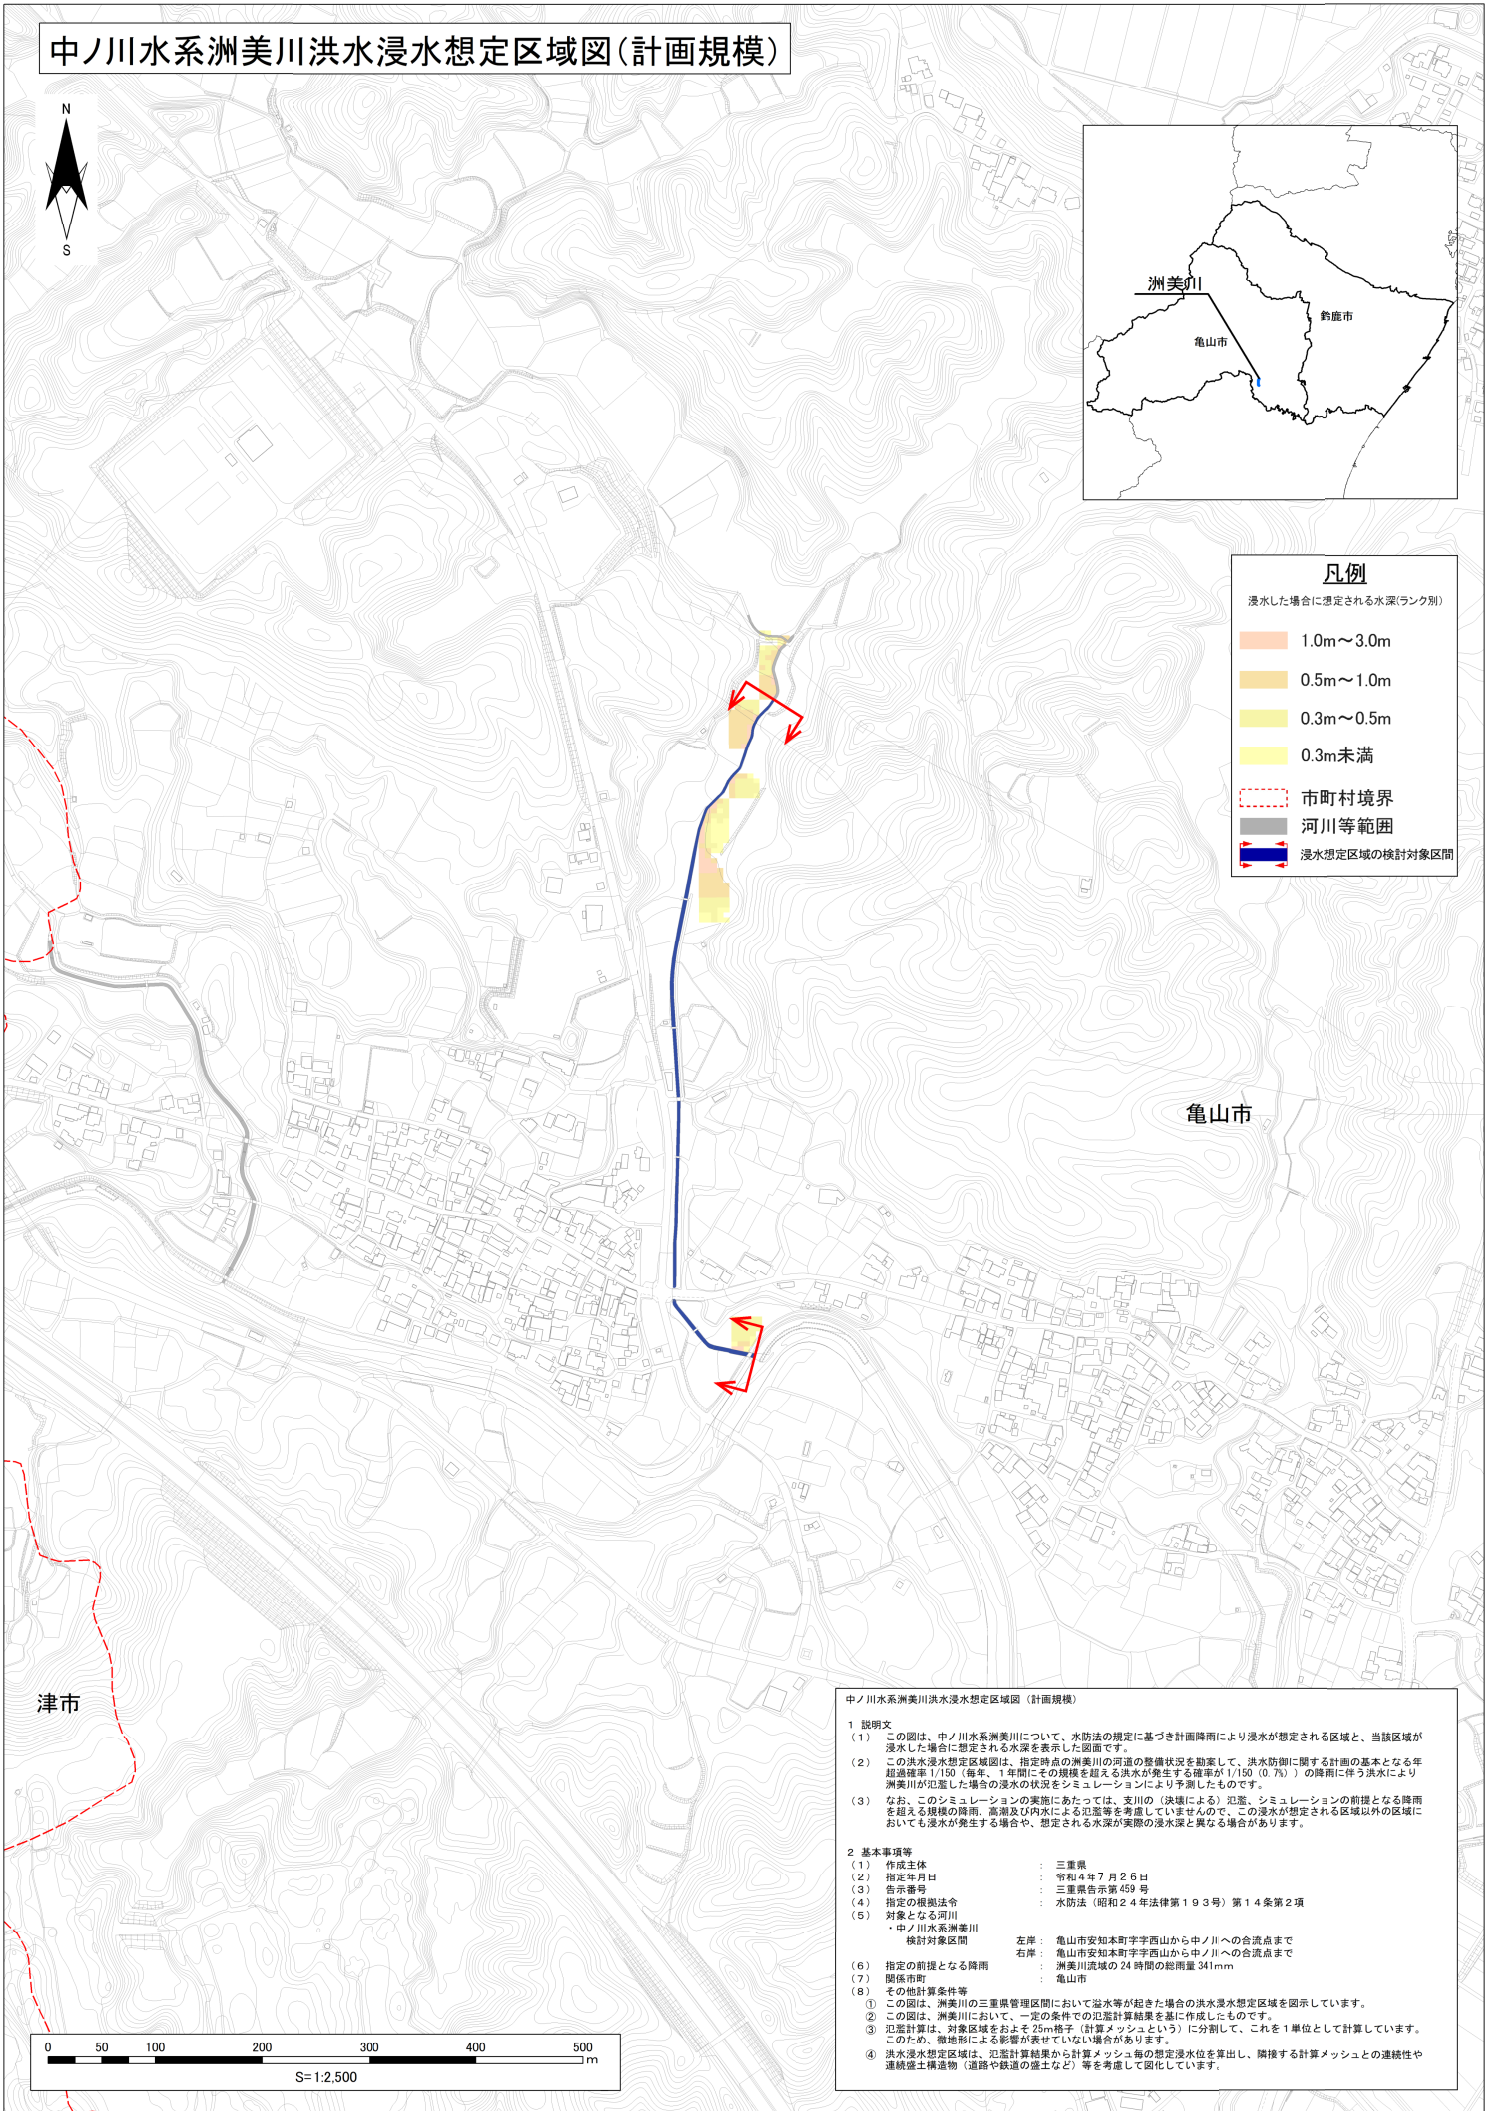 中ノ川水系洲美川洪水浸水想定区域図(計画規模)
N
S
洲美川
鈴鹿市
亀山市
凡例
浸水した場合に想定される水深(ランク別)
1.0m～3.0m
0.5m～1.0m
0.3m～0.5m
0.3m未満
市町村境界
河川等範囲
浸水想定区域の検討対象区間
亀山市
津市
中ノ川水系洲美川洪水浸水想定区域図（計画規模）
1 説明文
（1） この図は、中ノ川水系洲美川について、水防法の規定に基づき計画降雨により浸水が想定される区域と、当該区域が
浸水した場合に想定される水深を表示した図面です。
（2） この洪水浸水想定区域図は、指定時点の洲美川の河道の整備状況を勘案して、洪水防御に関する計画の基本となる年
超過確率1/150（毎年、1年間にその規模を超える洪水が発生する確率が1/150（0.7%））の降雨に伴う洪水により
洲美川が氾濫した場合の浸水の状況をシミュレーションにより予測したものです。
（3） なお、このシミュレーションの実施にあたっては、支川の（決壊による）氾濫、シミュレーションの前提となる降雨
を超える規模の降雨、高潮及び内水による氾濫等を考慮していませんので、この浸水が想定される区域以外の区域に
おいても浸水が発生する場合や、想定される水深が実際の浸水深と異なる場合があります。
2 基本事項等
（1） 作成主体 ： 三重県
（2） 指定年月日 ： 令和4年7月26日
（3） 告示番号 ： 三重県告示第459号
（4） 指定の根拠法令 ： 水防法（昭和24年法律第193号）第14条第2項
（5） 対象となる河川
・中ノ川水系洲美川
検討対象区間 左岸： 亀山市安知本町字字西山から中ノ川への合流点まで
右岸： 亀山市安知本町字字西山から中ノ川への合流点まで
（6） 指定の前提となる降雨 ： 洲美川流域の24時間の総雨量341mm
（7） 関係市町 ： 亀山市
（8） その他計算条件等
① この図は、洲美川の三重県管理区間において溢水等が起きた場合の洪水浸水想定区域を図示しています。
② この図は、洲美川において、一定の条件での氾濫計算結果を基に作成したものです。
③ 氾濫計算は、対象区域をおよそ25m格子（計算メッシュという）に分割して、これを1単位として計算しています。
このため、微地形による影響が表せていない場合があります。
④ 洪水浸水想定区域は、氾濫計算結果から計算メッシュ毎の想定浸水位を算出し、隣接する計算メッシュとの連続性や
連続盛土構造物（道路や鉄道の盛土など）等を考慮して図化しています。
0 50 100 200 300 400 500
m
S=1:2,500